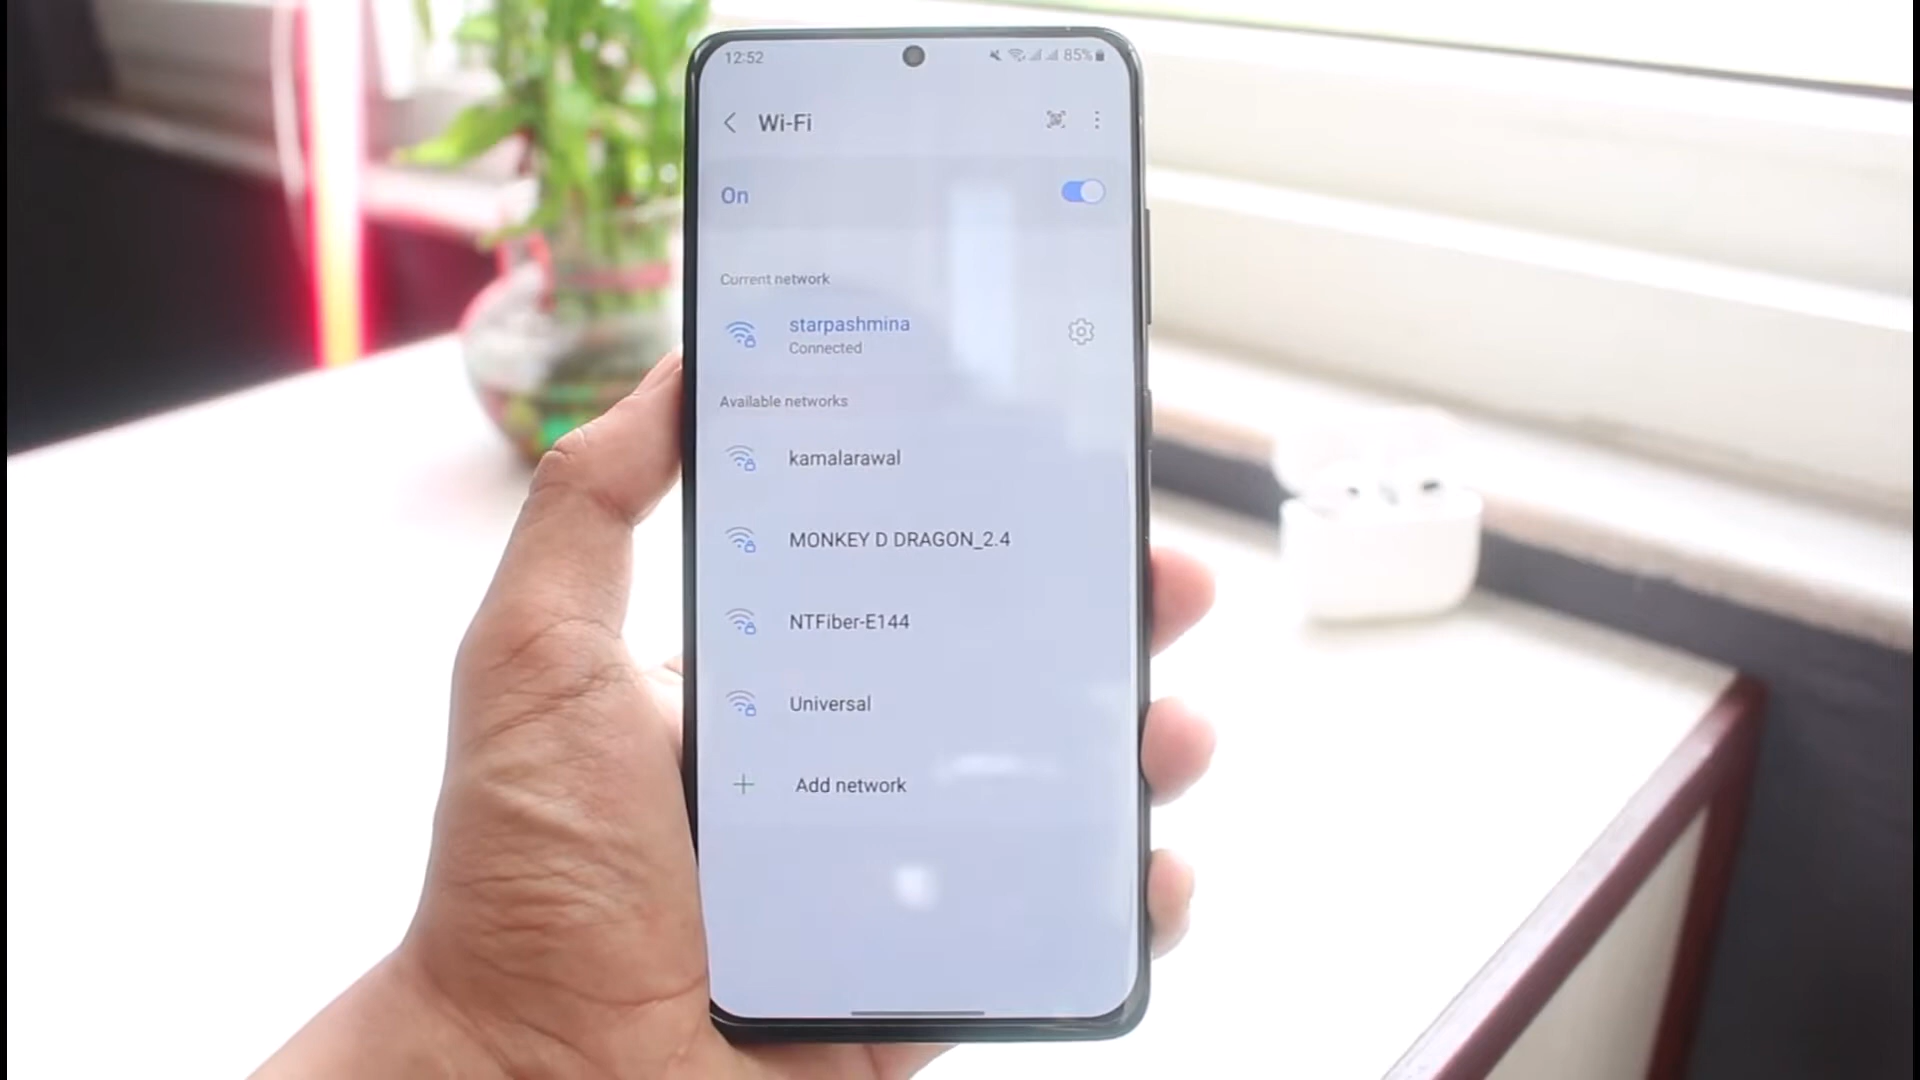 12:52
85%
Wi-Fi
On
Current network
starpashmina
Connected
Available networks
kamalarawal
MONKEY D DRAGON_2.4
NTFiber-E144
Universal
Add network